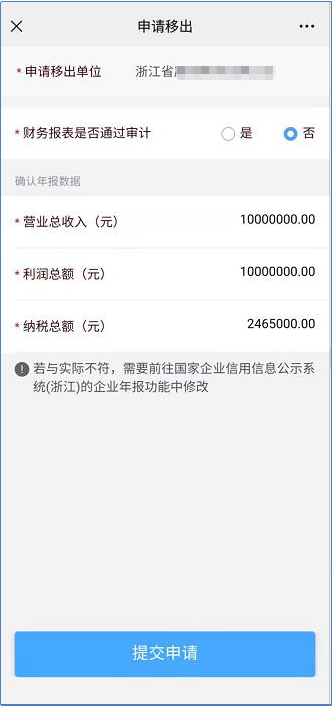 申请移出
* 申请移出单位 浙江省
* 财务报表是否通过审计 是 否
确认年报数据
* 营业总收入（元） 10000000.00
* 利润总额（元） 10000000.00
* 纳税总额（元） 2465000.00
若与实际不符，需要前往国家企业信用信息公示系
统(浙江)的企业年报功能中修改
提交申请